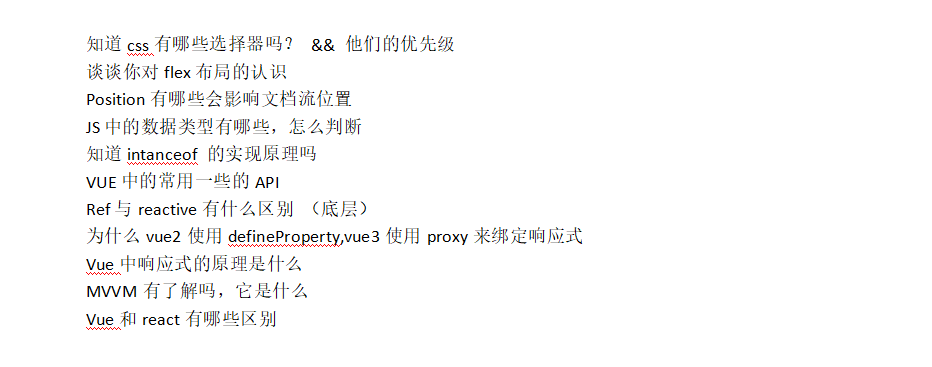 知道 css 有哪些选择器吗？ && 他们的优先级
谈谈你对 flex 布局的认识
Position 有哪些会影响文档流位置
JS 中的数据类型有哪些，怎么判断
知道 intanceof 的实现原理吗
VUE 中的常用一些的 API
Ref 与 reactive 有什么区别 （底层）
为什么 vue2 使用 defineProperty,vue3 使用 proxy 来绑定响应式
Vue 中响应式的原理是什么
MVVM 有了解吗，它是什么
Vue 和 react 有哪些区别